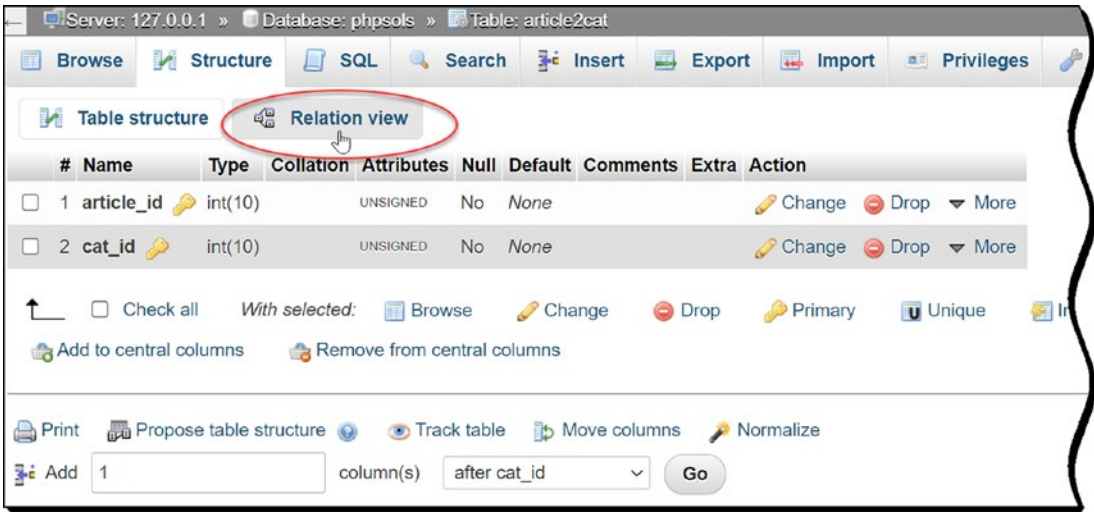 Server: 127.0.0.1 » Database: phpsols » Table: article2cat
Browse Structure SQL Search Insert Export Import Privileges
Table structure Relation view
# Name Type Collation Attributes Null Default Comments Extra Action
1 article_id int(10) UNSIGNED No None Change Drop More
2 cat_id int(10) UNSIGNED No None Change Drop More
Check all With selected: Browse Change Drop Primary Unique
Add to central columns Remove from central columns
Print Propose table structure Track table Move columns Normalize
Add 1 column(s) after cat_id Go